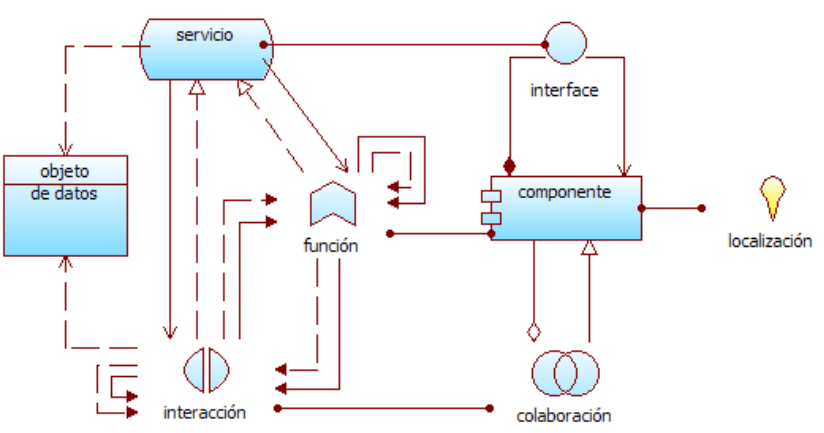 servicio
interface
objeto
de datos
componente
función
localización
interacción
colaboración